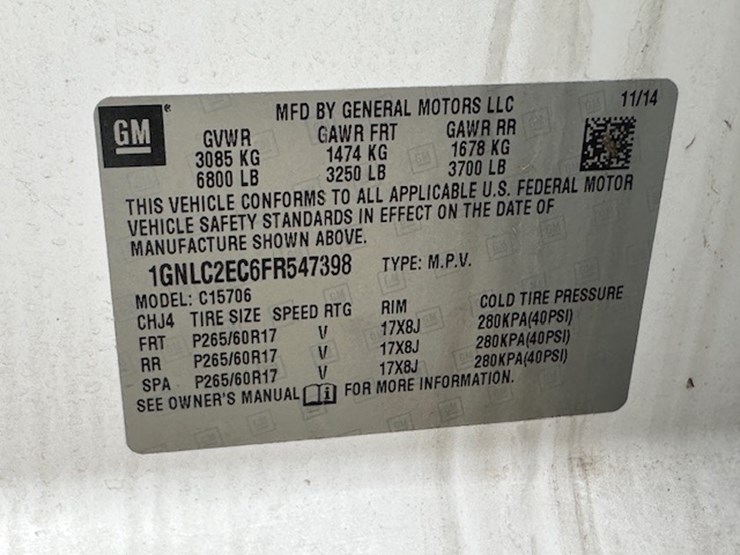 GM
MFD BY GENERAL MOTORS LLC 11/14
GVWR GAWR FRT GAWR RR
3085 KG 1474 KG 1678 KG
6800 LB 3250 LB 3700 LB
THIS VEHICLE CONFORMS TO ALL APPLICABLE U.S. FEDERAL MOTOR
VEHICLE SAFETY STANDARDS IN EFFECT ON THE DATE OF
MANUFACTURE SHOWN ABOVE.
1GNLC2EC6FR547398 TYPE: M.P.V.
MODEL: C15706
CHJ4 TIRE SIZE SPEED RTG RIM COLD TIRE PRESSURE
FRT P265/60R17 V 17X8J 280KPA(40PSI)
RR P265/60R17 V 17X8J 280KPA(40PSI)
SPA P265/60R17 V 17X8J 280KPA(40PSI)
SEE OWNER'S MANUAL i FOR MORE INFORMATION.